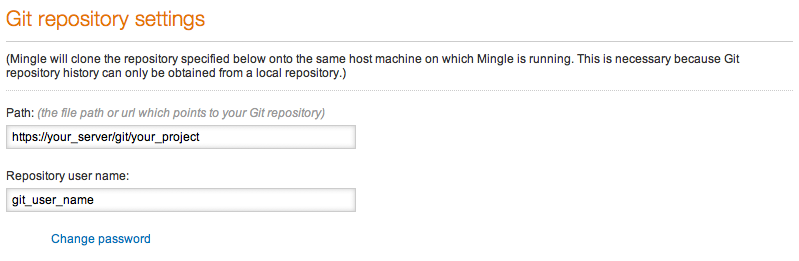 Git repository settings
(Mingle will clone the repository specified below onto the same host machine on which Mingle is running. This is necessary because Git
repository history can only be obtained from a local repository.)
Path: (the file path or url which points to your Git repository)
https://your_server/git/your_project
Repository user name:
git_user_name
Change password